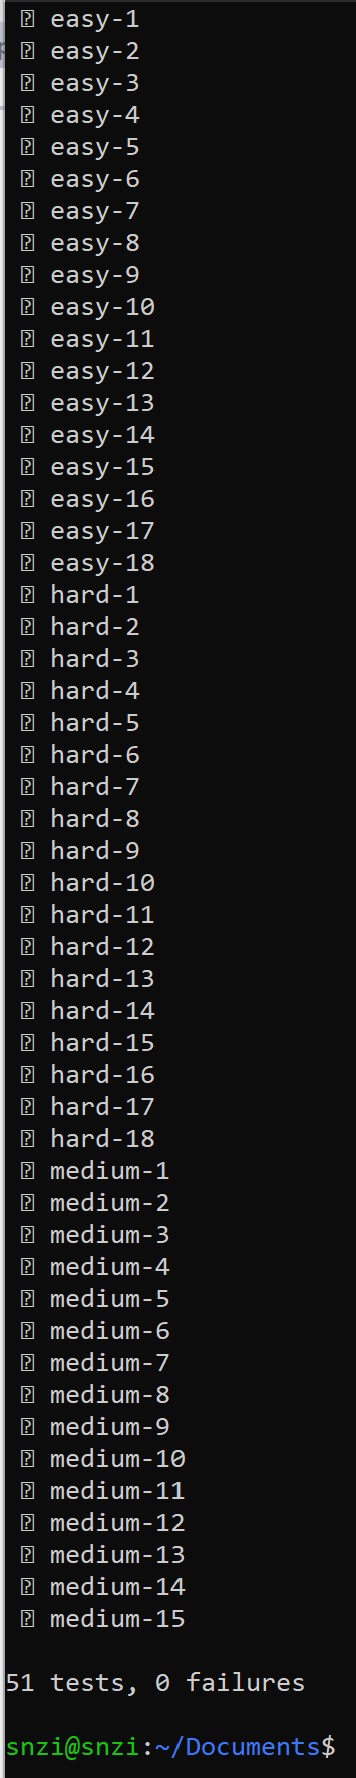 easy-1
easy-2
easy-3
easy-4
easy-5
easy-6
easy-7
easy-8
easy-9
easy-10
easy-11
easy-12
easy-13
easy-14
easy-15
easy-16
easy-17
easy-18
hard-1
hard-2
hard-3
hard-4
hard-5
hard-6
hard-7
hard-8
hard-9
hard-10
hard-11
hard-12
hard-13
hard-14
hard-15
hard-16
hard-17
hard-18
medium-1
medium-2
medium-3
medium-4
medium-5
medium-6
medium-7
medium-8
medium-9
medium-10
medium-11
medium-12
medium-13
medium-14
medium-15
51 tests, 0 failures
snzi@snzi:~/Documents$